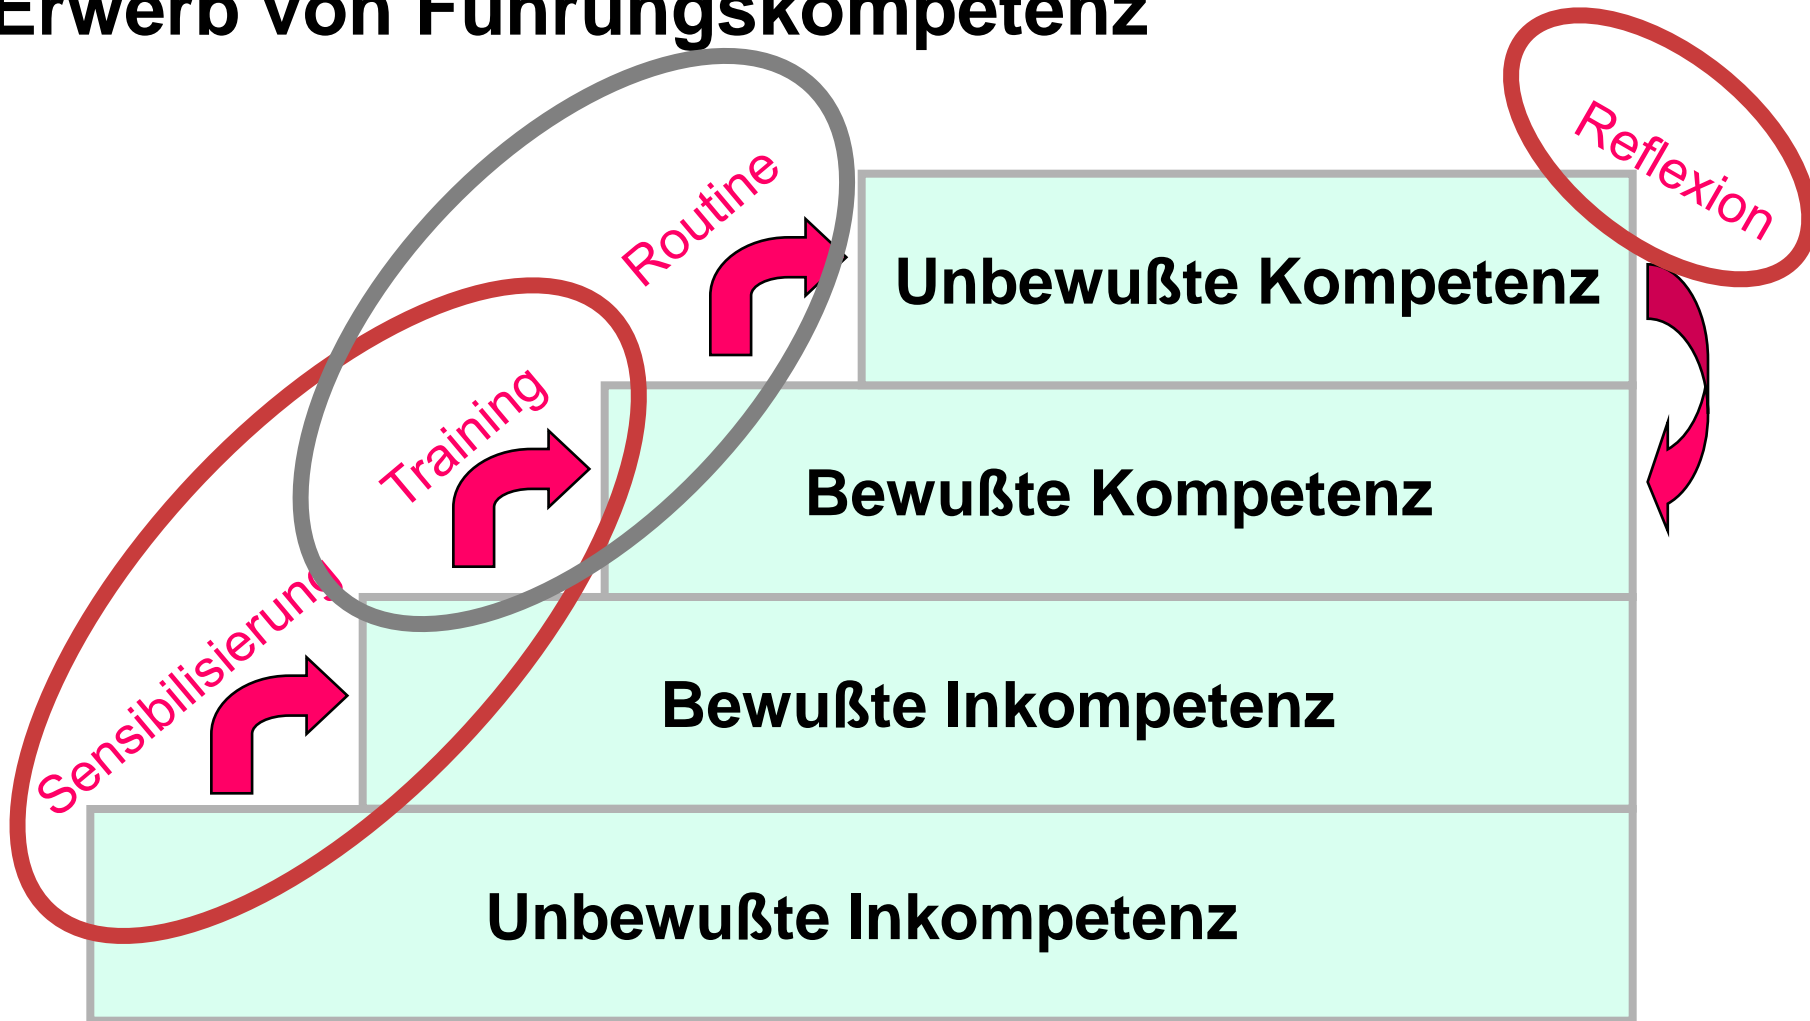 Erwerb von Führungskompetenz
Reflexion
Routine
Unbewußte Kompetenz
Training
Bewußte Kompetenz
Sensibilisierung
Bewußte Inkompetenz
Unbewußte Inkompetenz